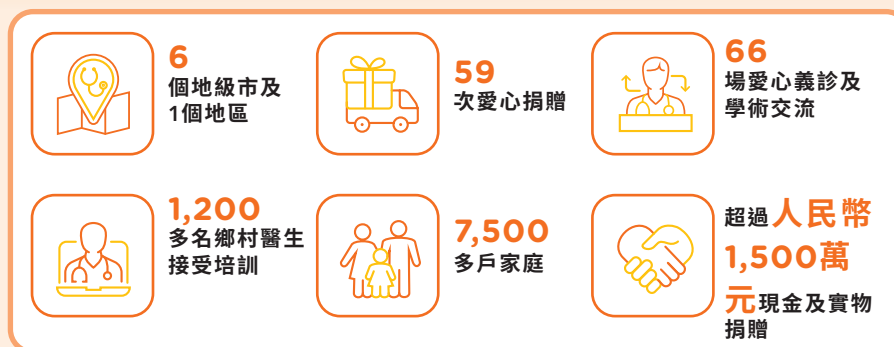 6
個地級市及
1個地區
59
次愛心捐贈
66
場愛心義診及
學術交流
1,200
多名鄉村醫生
接受培訓
7,500
多戶家庭
超過人民幣
1,500萬
元現金及實物
捐贈